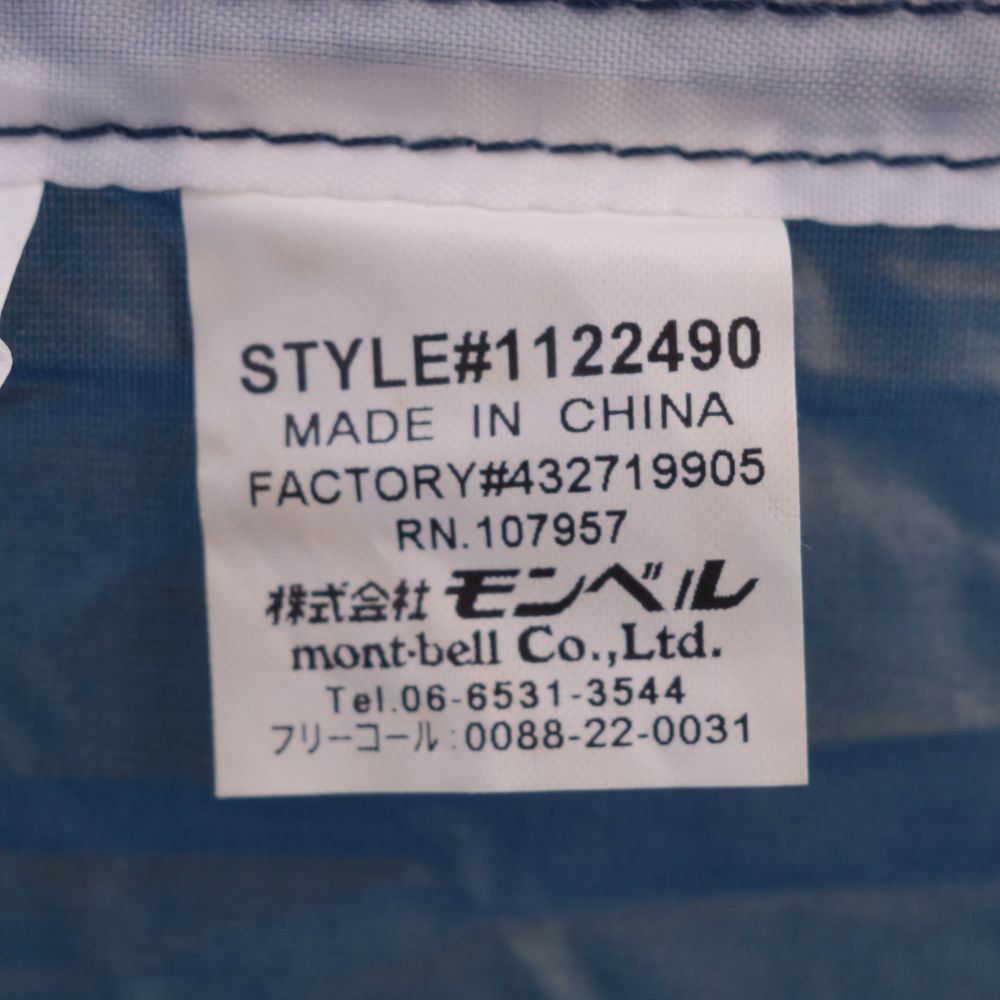 STYLE#1122490
MADE IN CHINA
FACTORY#432719905
RN.107957
株式会社 モンベル
mont-bell Co.,Ltd.
Tel.06-6531-3544
フリーコール:0088-22-0031